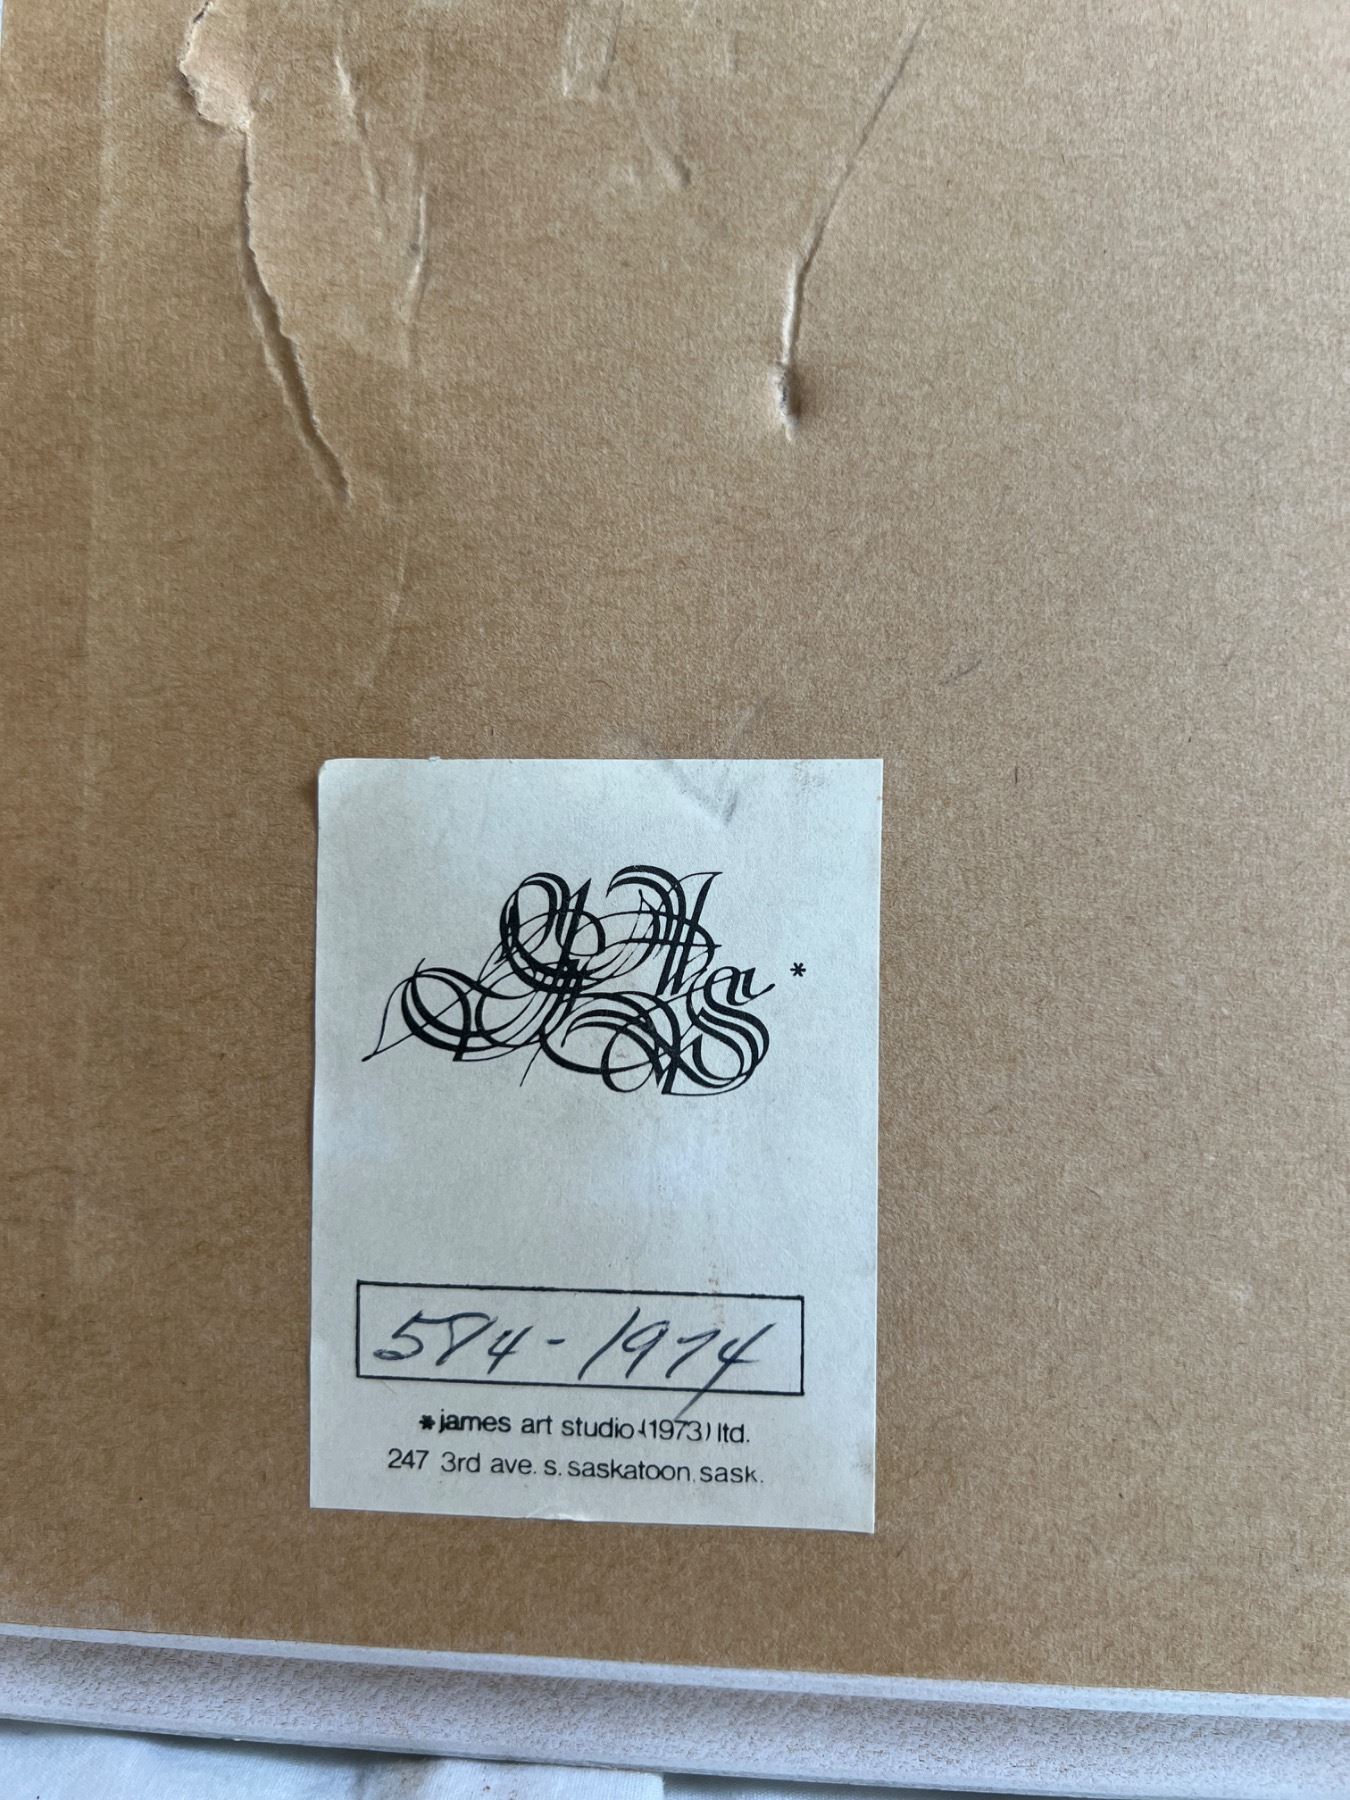 *
584-1974
*james art studio (1973) ltd.
247 3rd ave. s. saskatoon, sask.